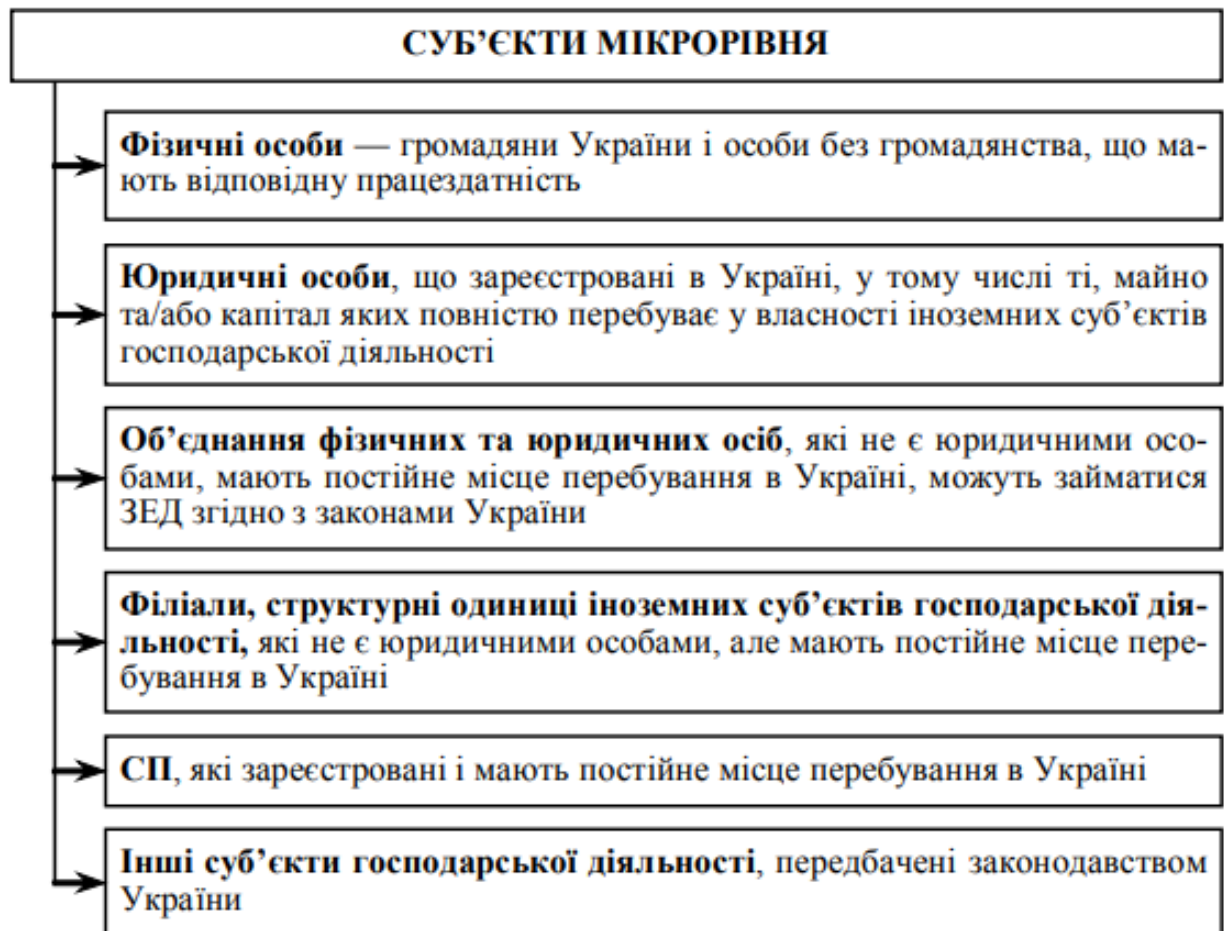 СУБ’ЄКТИ МІКРОРІВНЯ
Фізичні особи — громадяни України і особи без громадянства, що ма-
ють відповідну працездатність
Юридичні особи, що зареєстровані в Україні, у тому числі ті, майно
та/або капітал яких повністю перебуває у власності іноземних суб’єктів
господарської діяльності
Об’єднання фізичних та юридичних осіб, які не є юридичними осо-
бами, мають постійне місце перебування в Україні, можуть займатися
ЗЕД згідно з законами України
Філіали, структурні одиниці іноземних суб’єктів господарської дія-
льності, які не є юридичними особами, але мають постійне місце пере-
бування в Україні
СП, які зареєстровані і мають постійне місце перебування в Україні
Інші суб’єкти господарської діяльності, передбачені законодавством
України